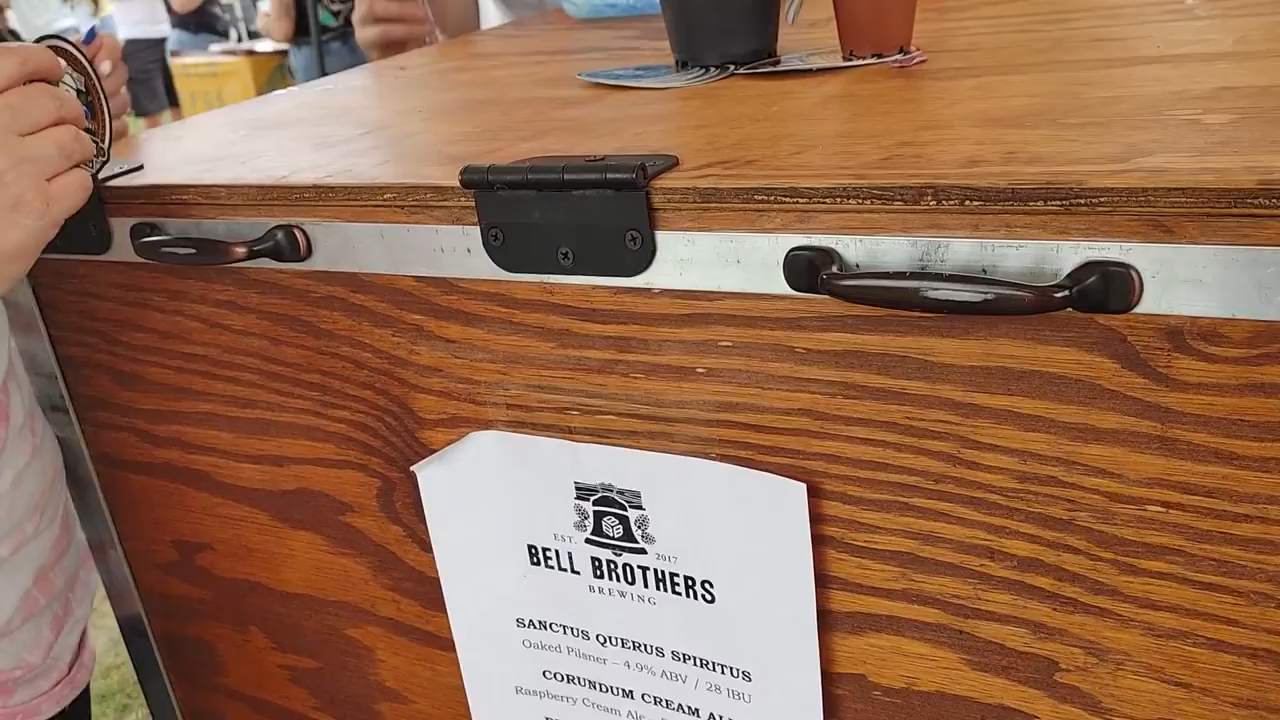 EST. 2017
BELL BROTHERS
BREWING
SANCTUS QUERUS SPIRITUS
Oaked Pilsner – 4.9% ABV / 28 IBU
CORUNDUM CREAM
Raspberry Cream Ale